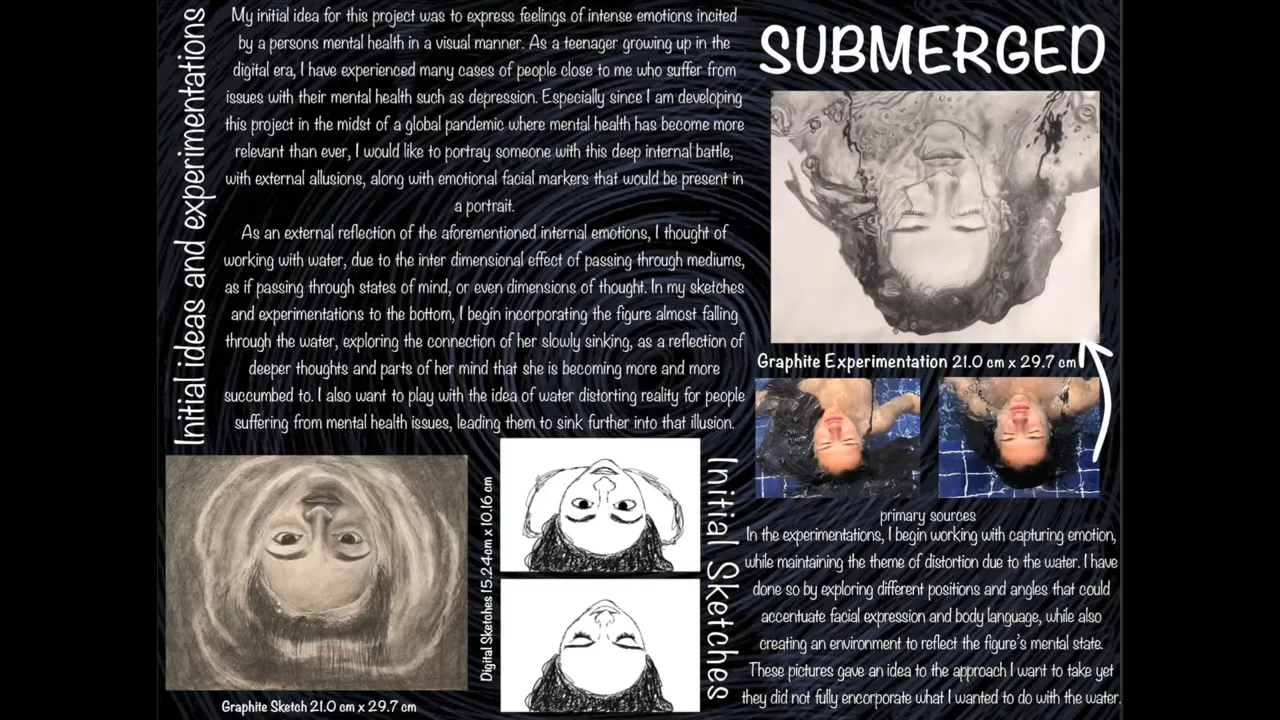 Initial ideas and experimentations
My initial idea for this project was to express feelings of intense emotions incited
by a persons mental health in a visual manner. As a teenager growing up in the
digital era, I have experienced many cases of people close to me who suffer from
issues with their mental health such as depression. Especially since I am developing
this project in the midst of a global pandemic where mental health has become more
relevant than ever, I would like to portray someone with this deep internal battle,
with external allusions, along with emotional facial markers that would be present in
a portrait.
As an external reflection of the aforementioned internal emotions, I thought of
working with water, due to the inter dimensional effect of passing through mediums,
as if passing through states of mind, or even dimensions of thought. In my sketches
and experimentations to the bottom, I begin incorporating the figure almost falling
through the water, exploring the connection of her slowly sinking, as a reflection of
deeper thoughts and parts of her mind that she is becoming more and more
succumbed to. I also want to play with the idea of water distorting reality for people
suffering from mental health issues, leading them to sink further into that illusion.
Graphite Sketch 21.0 cm x 29.7 cm
Digital Sketches 15.24cm x 10.16 cm
Initial Sketches
SUBMERGED
Graphite Experimentation 21.0 cm x 29.7 cm
primary sources
In the experimentations, I begin working with capturing emotion,
while maintaining the theme of distortion due to the water. I have
done so by exploring different positions and angles that could
accentuate facial expression and body language, while also
creating an environment to reflect the figure's mental state.
These pictures gave an idea to the approach I want to take yet
they did not fully encorporate what I wanted to do with the water.